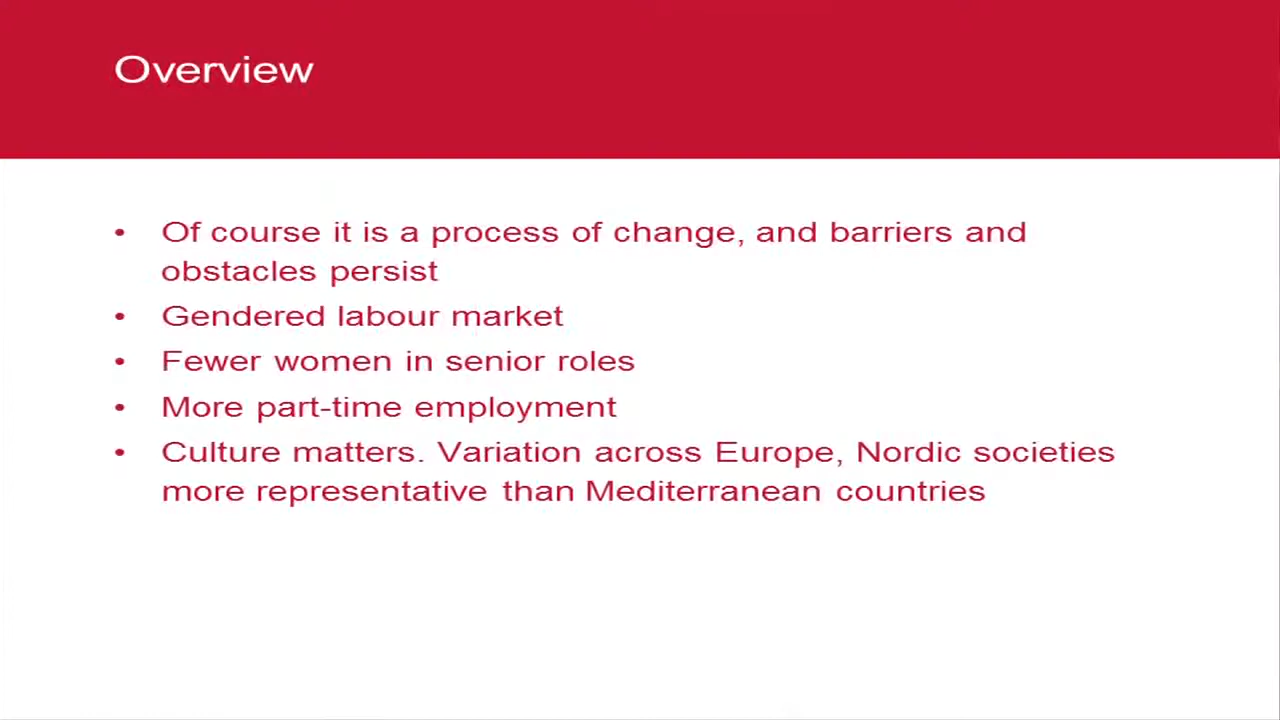 Overview
• Of course it is a process of change, and barriers and
obstacles persist
• Gendered labour market
• Fewer women in senior roles
• More part-time employment
• Culture matters. Variation across Europe, Nordic societies
more representative than Mediterranean countries